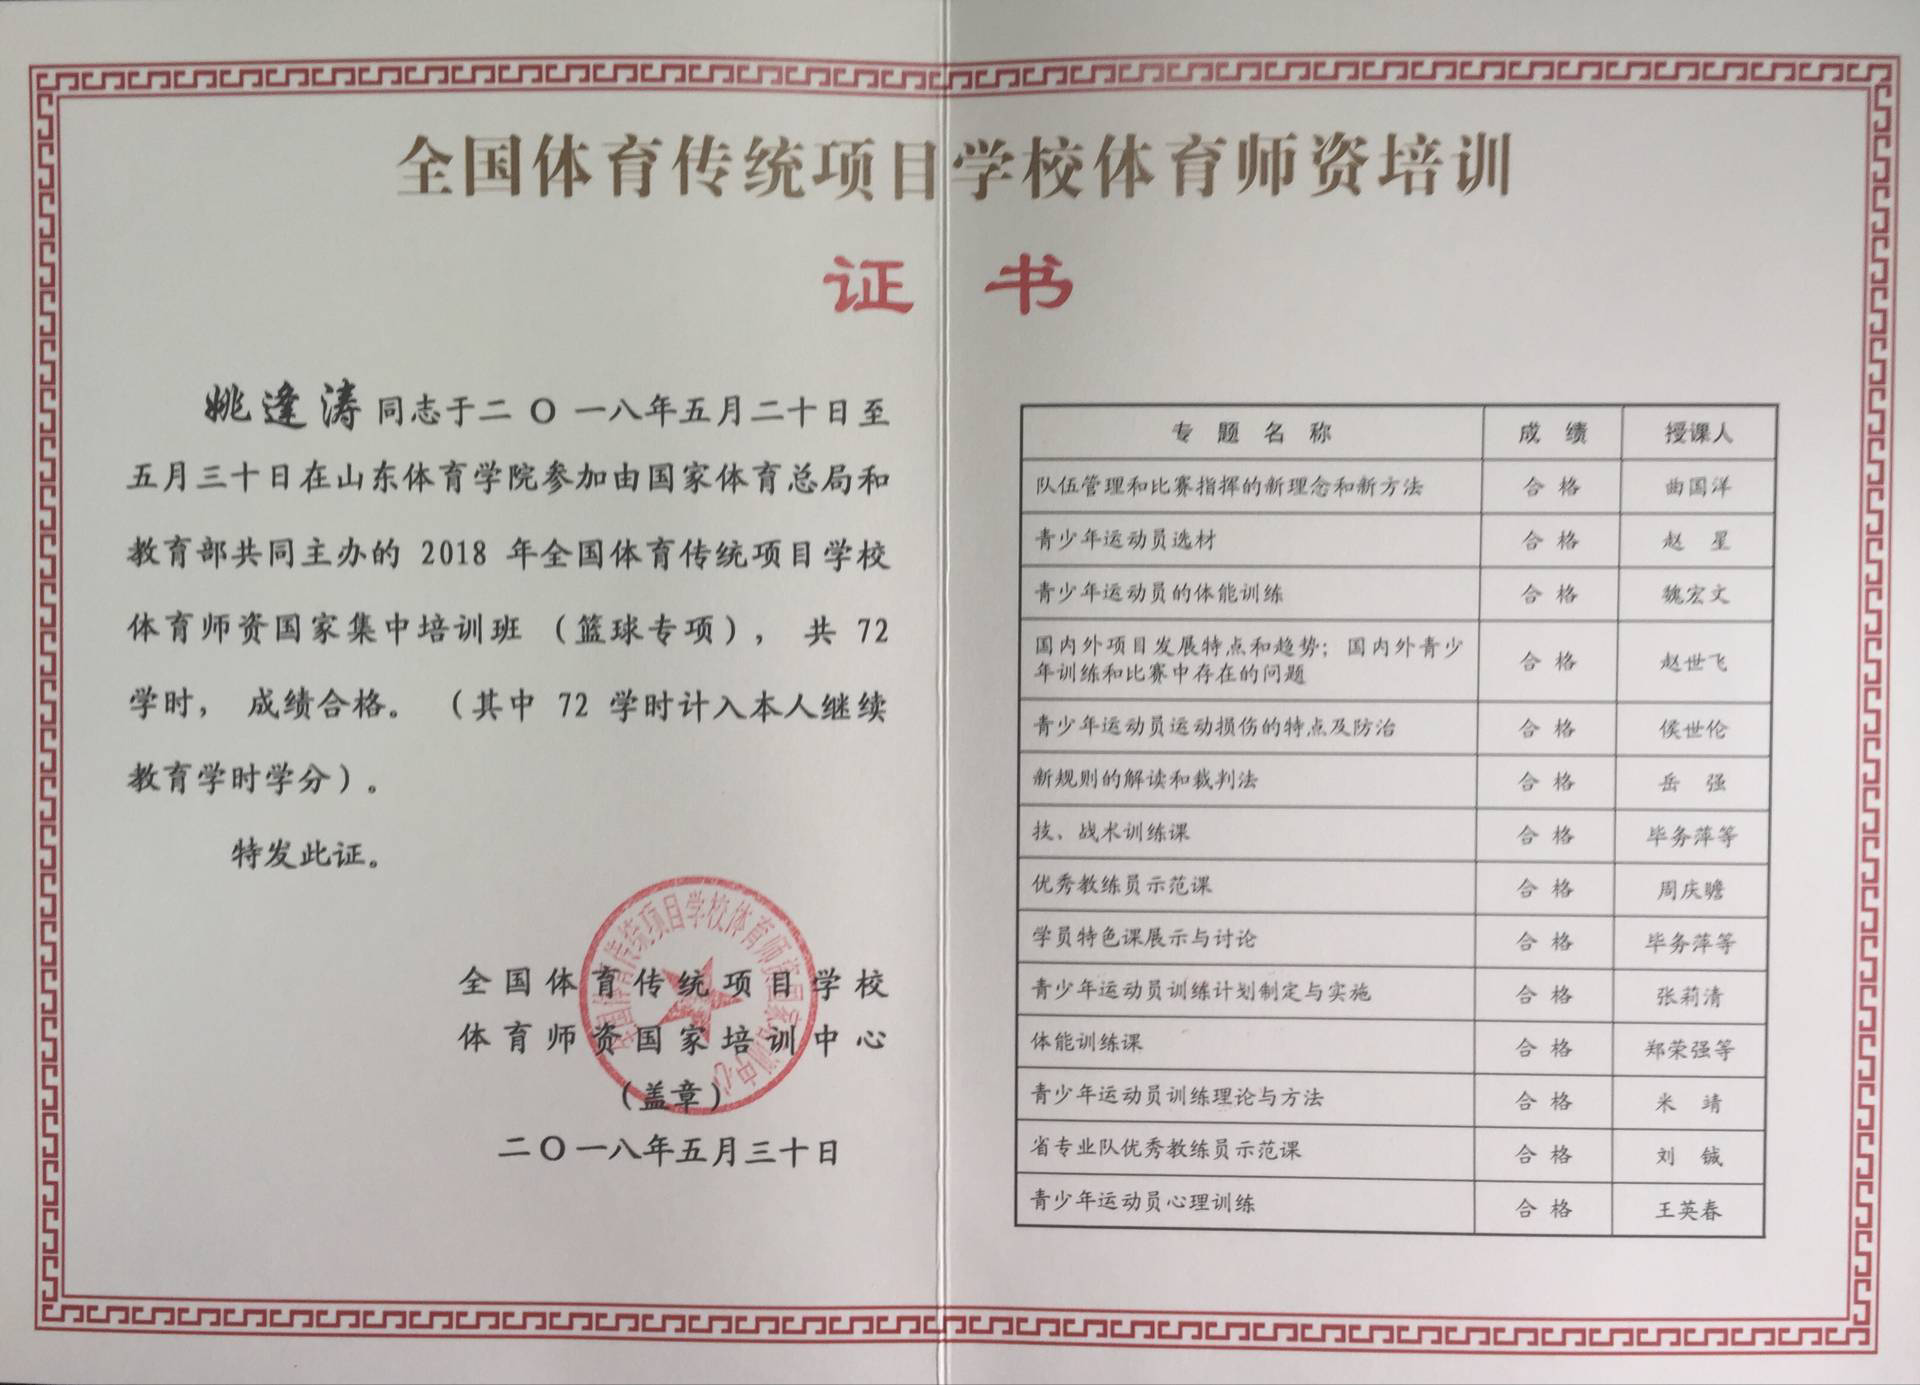 全国体育传统项目学校体育师资培训
证 书
姚逢涛同志于二〇一八年五月二十日至
五月三十日在山东体育学院参加由国家体育总局和
教育部共同主办的 2018 年全国体育传统项目学校
体育师资国家集中培训班（篮球专项），共 72
学时，成绩合格。（其中 72 学时计入本人继续
教育学时学分）。
特发此证。
全国体育传统项目学校
体育师资国家培训中心
（盖章）
二〇一八年五月三十日
全国体育传统项目学校体育师资国家培训中心
专 题 名 称 成 绩 授课人
队伍管理和比赛指挥的新理念和新方法 合 格 曲国洋
青少年运动员选材 合 格 赵 星
青少年运动员的体能训练 合 格 魏宏文
国内外项目发展特点和趋势；国内外青少
年训练和比赛中存在的问题 合 格 赵世飞
青少年运动员运动损伤的特点及防治 合 格 侯世伦
新规则的解读和裁判法 合 格 岳 强
技、战术训练课 合 格 毕务萍等
优秀教练员示范课 合 格 周庆瞻
学员特色课展示与讨论 合 格 毕务萍等
青少年运动员训练计划制定与实施 合 格 张莉清
体能训练课 合 格 郑荣强等
青少年运动员训练理论与方法 合 格 米 靖
省专业队优秀教练员示范课 合 格 刘 铖
青少年运动员心理训练 合 格 王英春